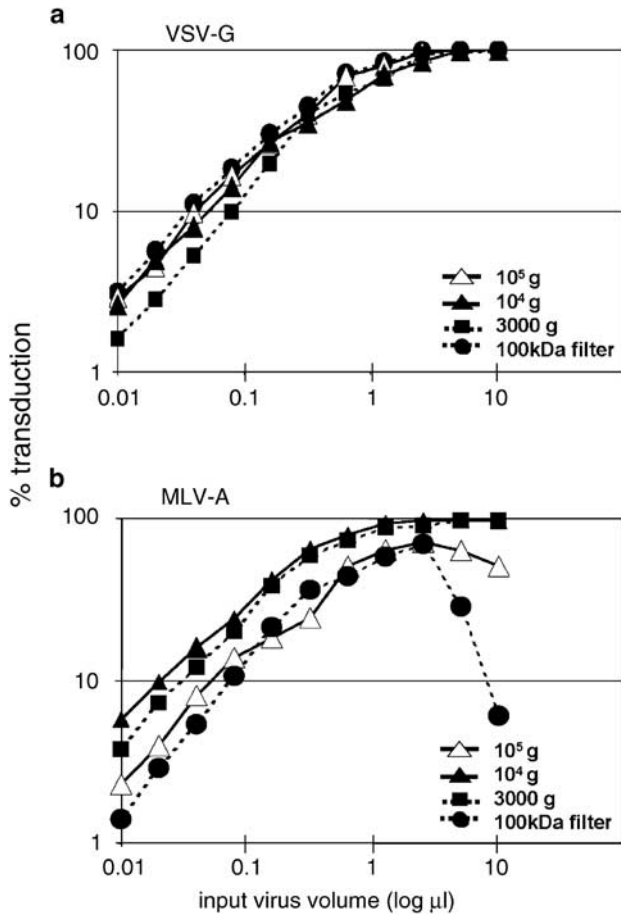 a
VSV-G
100
10
1
0.01
0.1
1
10
10⁵ g
10⁴ g
3000 g
100kDa filter
% transduction
b
MLV-A
100
10
1
0.01
0.1
1
10
10⁵ g
10⁴ g
3000 g
100kDa filter
input virus volume (log µl)